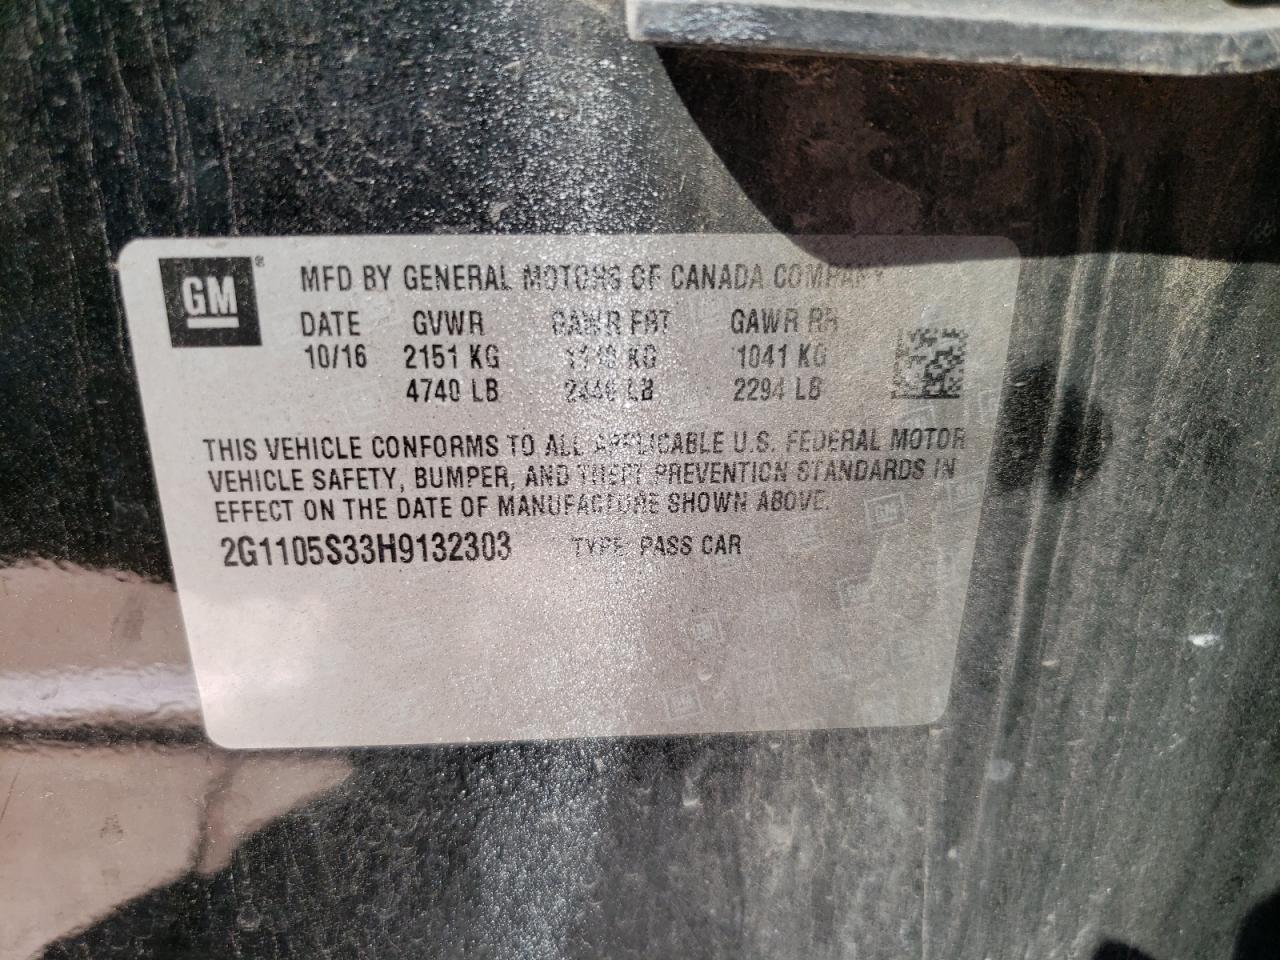 GM
MFD BY GENERAL MOTORS OF CANADA COMPANY
DATE GVWR GAWR FRT GAWR RR
10/16 2151 KG KG 1041 KG
4740 LB LB 2294 LB
THIS VEHICLE CONFORMS TO ALL APPLICABLE U.S. FEDERAL MOTOR
VEHICLE SAFETY, BUMPER, AND THEFT PREVENTION STANDARDS IN
EFFECT ON THE DATE OF MANUFACTURE SHOWN ABOVE.
2G1105S33H9132303 TYPE: PASS CAR